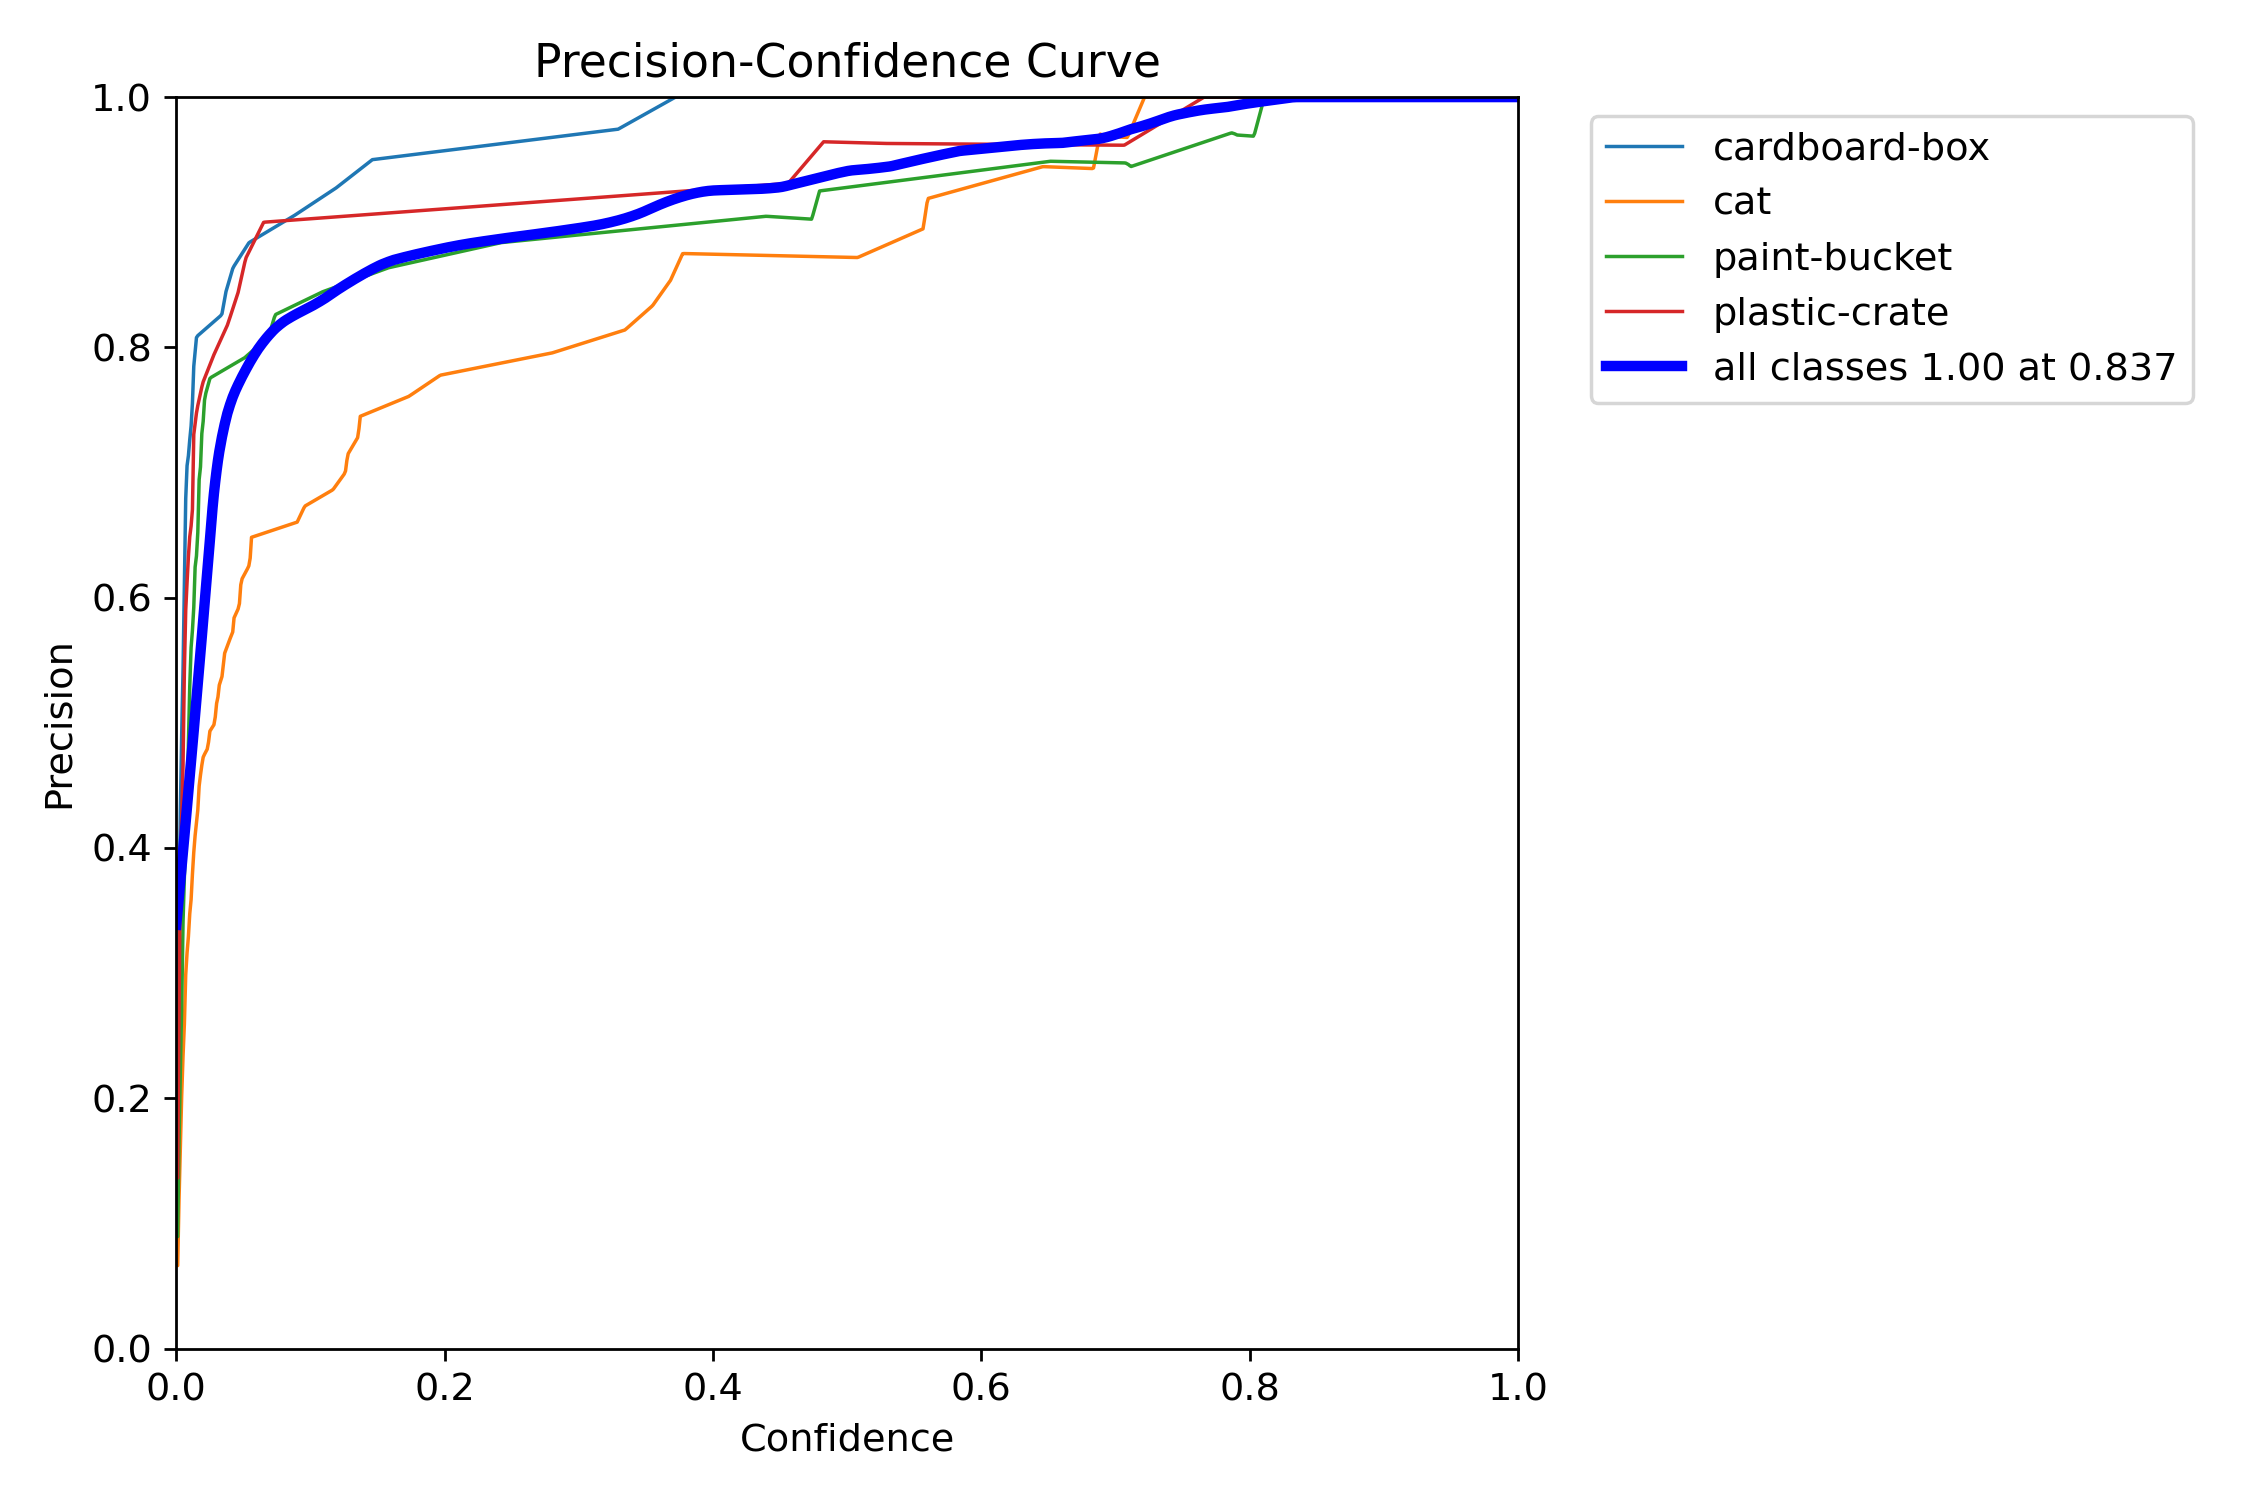 Precision-Confidence Curve
1.0
0.8
0.6
0.4
0.2
0.0
Precision
0.0 0.2 0.4 0.6 0.8 1.0
Confidence
cardboard-box
cat
paint-bucket
plastic-crate
all classes 1.00 at 0.837